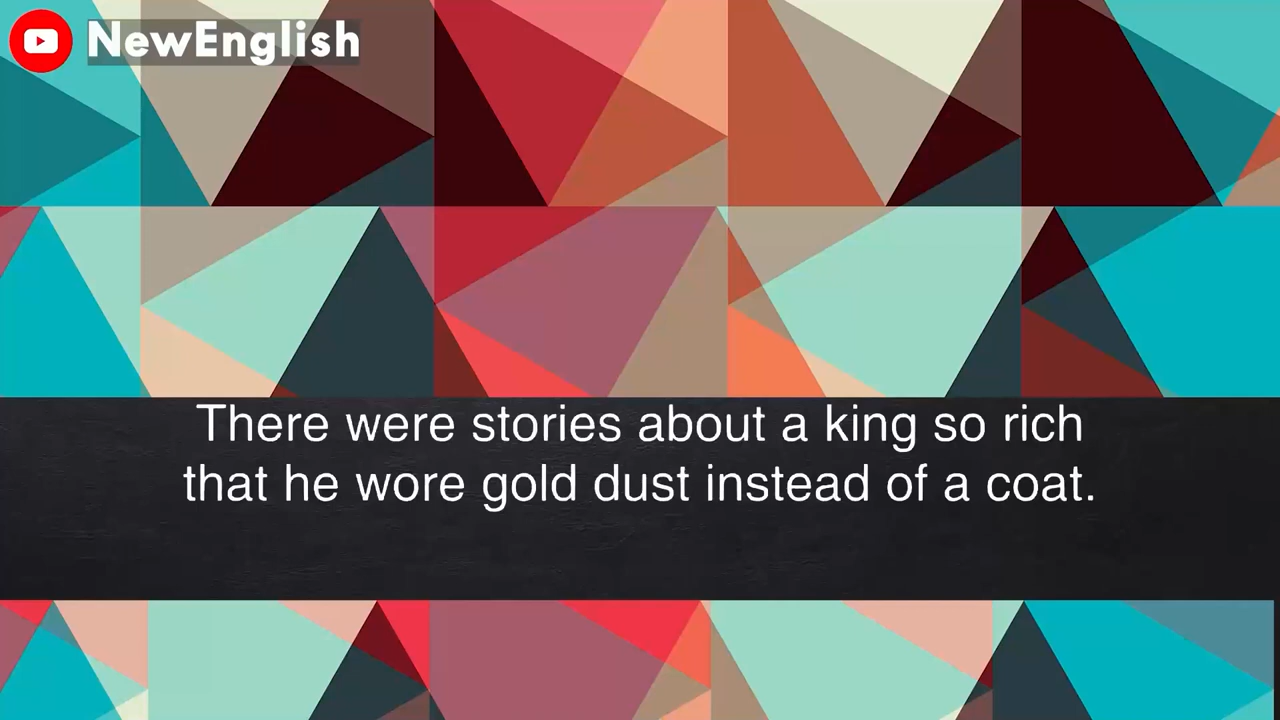 NewEnglish
There were stories about a king so rich
that he wore gold dust instead of a coat.